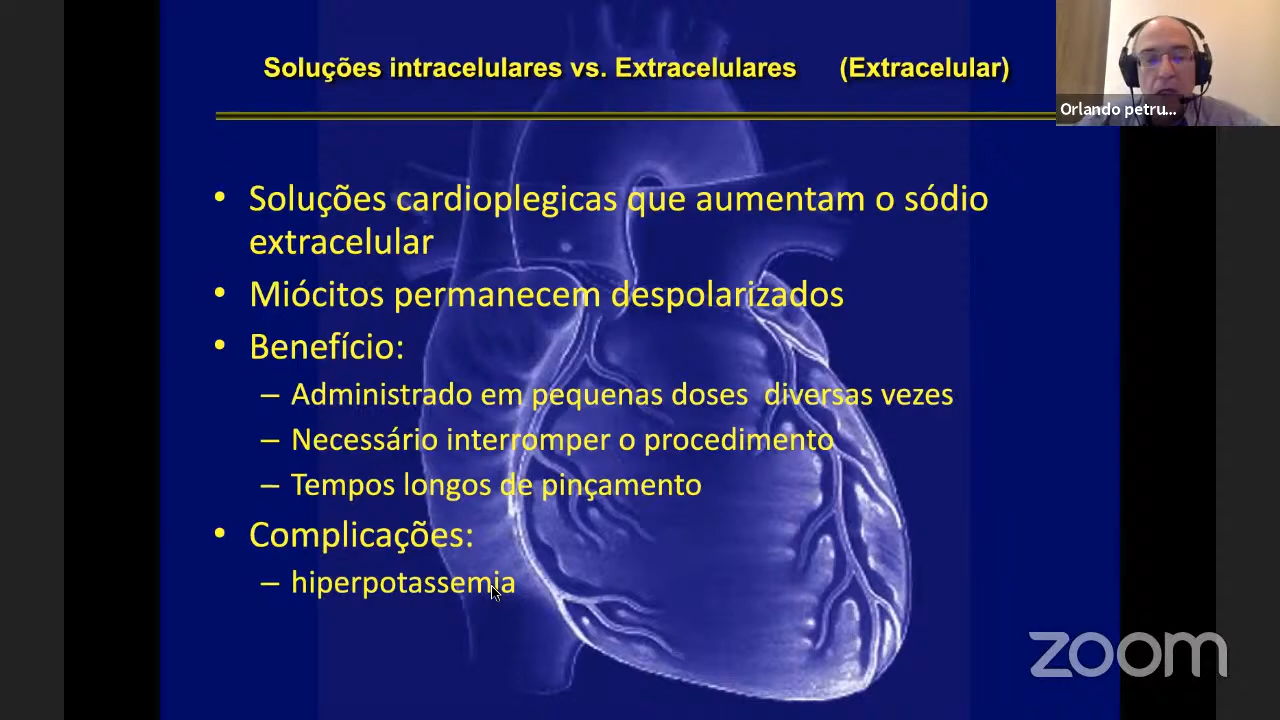 Soluções intracelulares vs. Extracelulares (Extracelular)
Orlando petru...
• Soluções cardioplegicas que aumentam o sódio
extracelular
• Miócitos permanecem despolarizados
• Benefício:
– Administrado em pequenas doses diversas vezes
– Necessário interromper o procedimento
– Tempos longos de pinçamento
• Complicações:
– hiperpotassemia
zoom